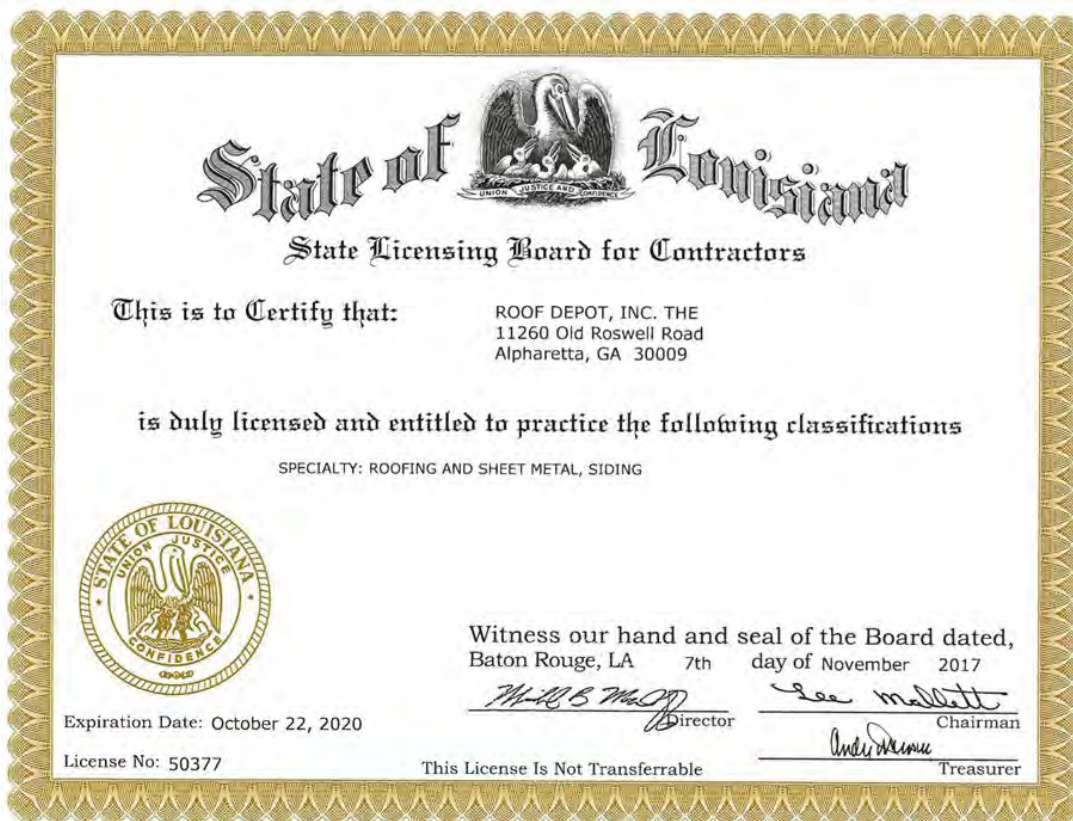 State of Louisiana
UNION JUSTICE AND CONFIDENCE
State Licensing Board for Contractors
This is to Certify that:
ROOF DEPOT, INC. THE
11260 Old Roswell Road
Alpharetta, GA 30009
is duly licensed and entitled to practice the following classifications
SPECIALTY: ROOFING AND SHEET METAL, SIDING
STATE OF LOUISIANA
UNION JUSTICE
CONFIDENCE
Witness our hand and seal of the Board dated,
Baton Rouge, LA 7th day of November 2017
Lee Mallett
Director
Chairman
Expiration Date: October 22, 2020
Andy
License No: 50377
This License Is Not Transferrable
Treasurer